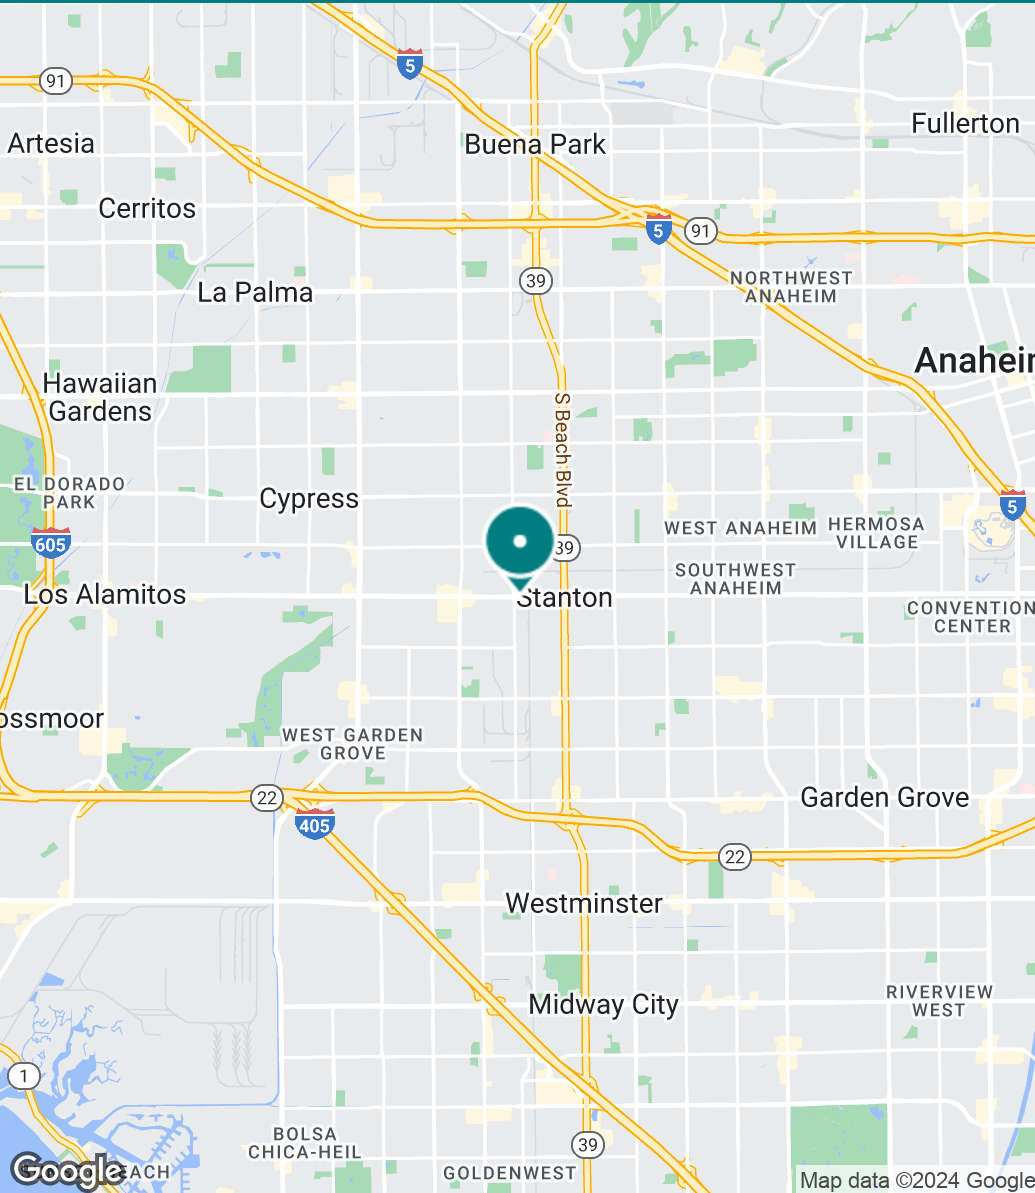 5
91
Fullerton
Artesia
Buena Park
Cerritos
5
91
39
NORTHWEST
ANAHEIM
La Palma
Anahei
Hawaiian
Gardens
S Beach Blvd
EL DORADO
PARK
Cypress
5
WEST ANAHEIM
HERMOSA
VILLAGE
605
39
SOUTHWEST
ANAHEIM
Los Alamitos
Stanton
CONVENTION
CENTER
ossmoor
WEST GARDEN
GROVE
22
Garden Grove
405
22
Westminster
Midway City
RIVERVIEW
WEST
1
BOLSA
CHICA-HEIL
39
GOLDENWEST
EACH
Google
Map data ©2024 Google